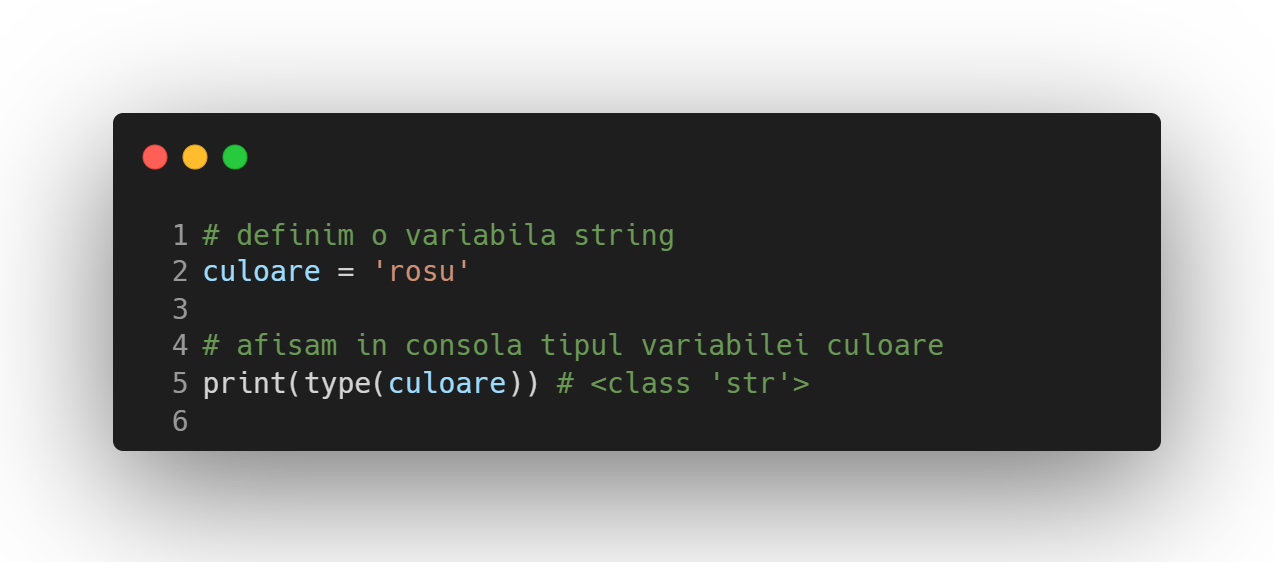 1 # definim o variabila string
2 culoare = 'rosu'
3
4 # afisam in consola tipul variabilei culoare
5 print(type(culoare)) # <class 'str'>
6